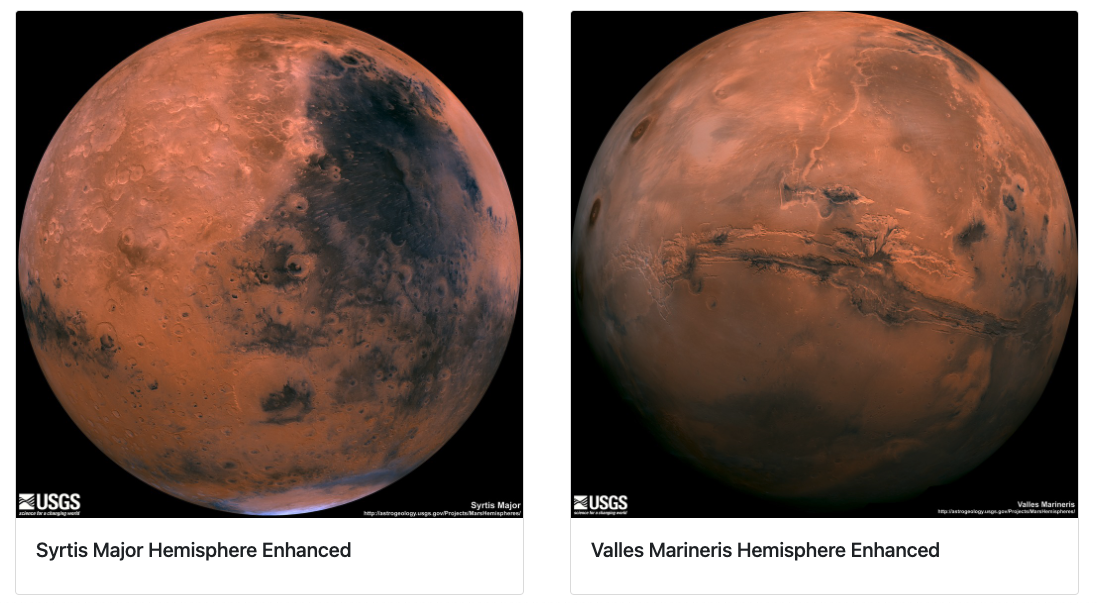 USGS
science for a changing world
Syrtis Major
http://astrogeology.usgs.gov/Projects/MarsHemispheres/
Syrtis Major Hemisphere Enhanced
USGS
science for a changing world
Valles Marineris
http://astrogeology.usgs.gov/Projects/MarsHemispheres/
Valles Marineris Hemisphere Enhanced